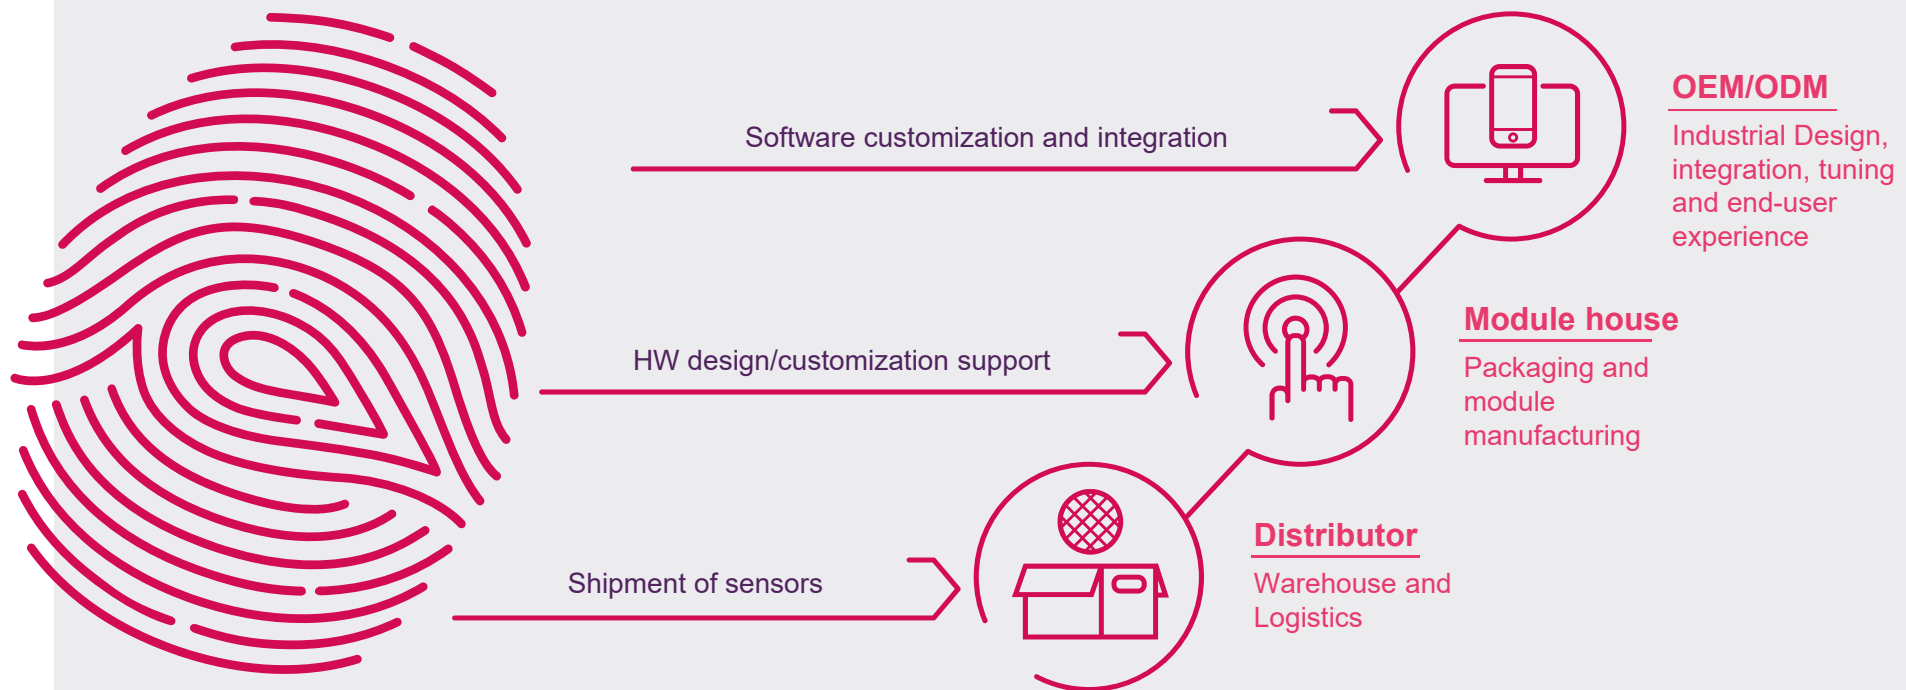 Software customization and integration
OEM/ODM
Industrial Design,
integration, tuning
and end-user
experience
HW design/customization support
Module house
Packaging and
module
manufacturing
Shipment of sensors
Distributor
Warehouse and
Logistics